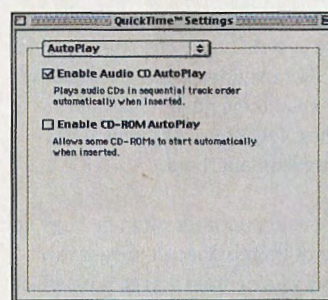 QuickTime™ Settings
AutoPlay
Enable Audio CD AutoPlay
Plays audio CDs in sequential track order
automatically when inserted.
Enable CD-ROM AutoPlay
Allows some CD-ROMs to start automatically
when inserted.